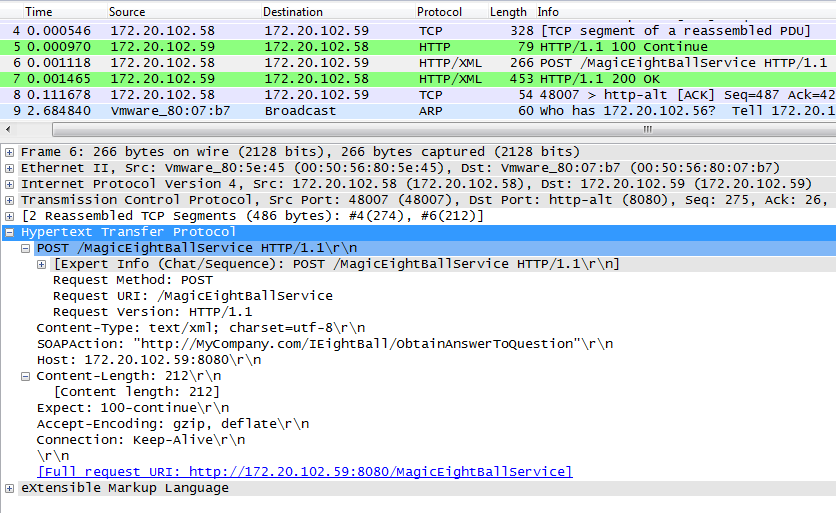 Time Source Destination Protocol Length Info
4 0.000546 172.20.102.58 172.20.102.59 TCP 328 [TCP segment of a reassembled PDU]
5 0.000970 172.20.102.59 172.20.102.58 HTTP 79 HTTP/1.1 100 Continue
6 0.001118 172.20.102.58 172.20.102.59 HTTP/XML 266 POST /MagicEightBallService HTTP/1.1
7 0.001465 172.20.102.59 172.20.102.58 HTTP/XML 453 HTTP/1.1 200 OK
8 0.111678 172.20.102.58 172.20.102.59 TCP 54 48007 > http-alt [ACK] Seq=487 Ack=42
9 2.684840 Vmware_80:07:b7 Broadcast ARP 60 Who has 172.20.102.56? Tell 172.20.10
Frame 6: 266 bytes on wire (2128 bits), 266 bytes captured (2128 bits)
Ethernet II, Src: Vmware_80:5e:45 (00:50:56:80:5e:45), Dst: Vmware_80:07:b7 (00:50:56:80:07:b7)
Internet Protocol Version 4, Src: 172.20.102.58 (172.20.102.58), Dst: 172.20.102.59 (172.20.102.59)
Transmission Control Protocol, Src Port: 48007 (48007), Dst Port: http-alt (8080), Seq: 275, Ack: 26,
[2 Reassembled TCP Segments (486 bytes): #4(274), #6(212)]
Hypertext Transfer Protocol
POST /MagicEightBallService HTTP/1.1\r\n
[Expert Info (Chat/Sequence): POST /MagicEightBallService HTTP/1.1\r\n]
Request Method: POST
Request URI: /MagicEightBallService
Request Version: HTTP/1.1
Content-Type: text/xml; charset=utf-8\r\n
SOAPAction: "http://MyCompany.com/IEightBall/ObtainAnswerToQuestion"\r\n
Host: 172.20.102.59:8080\r\n
Content-Length: 212\r\n
[Content length: 212]
Expect: 100-continue\r\n
Accept-Encoding: gzip, deflate\r\n
Connection: Keep-Alive\r\n
\r\n
[Full request URI: http://172.20.102.59:8080/MagicEightBallService]
eXtensible Markup Language